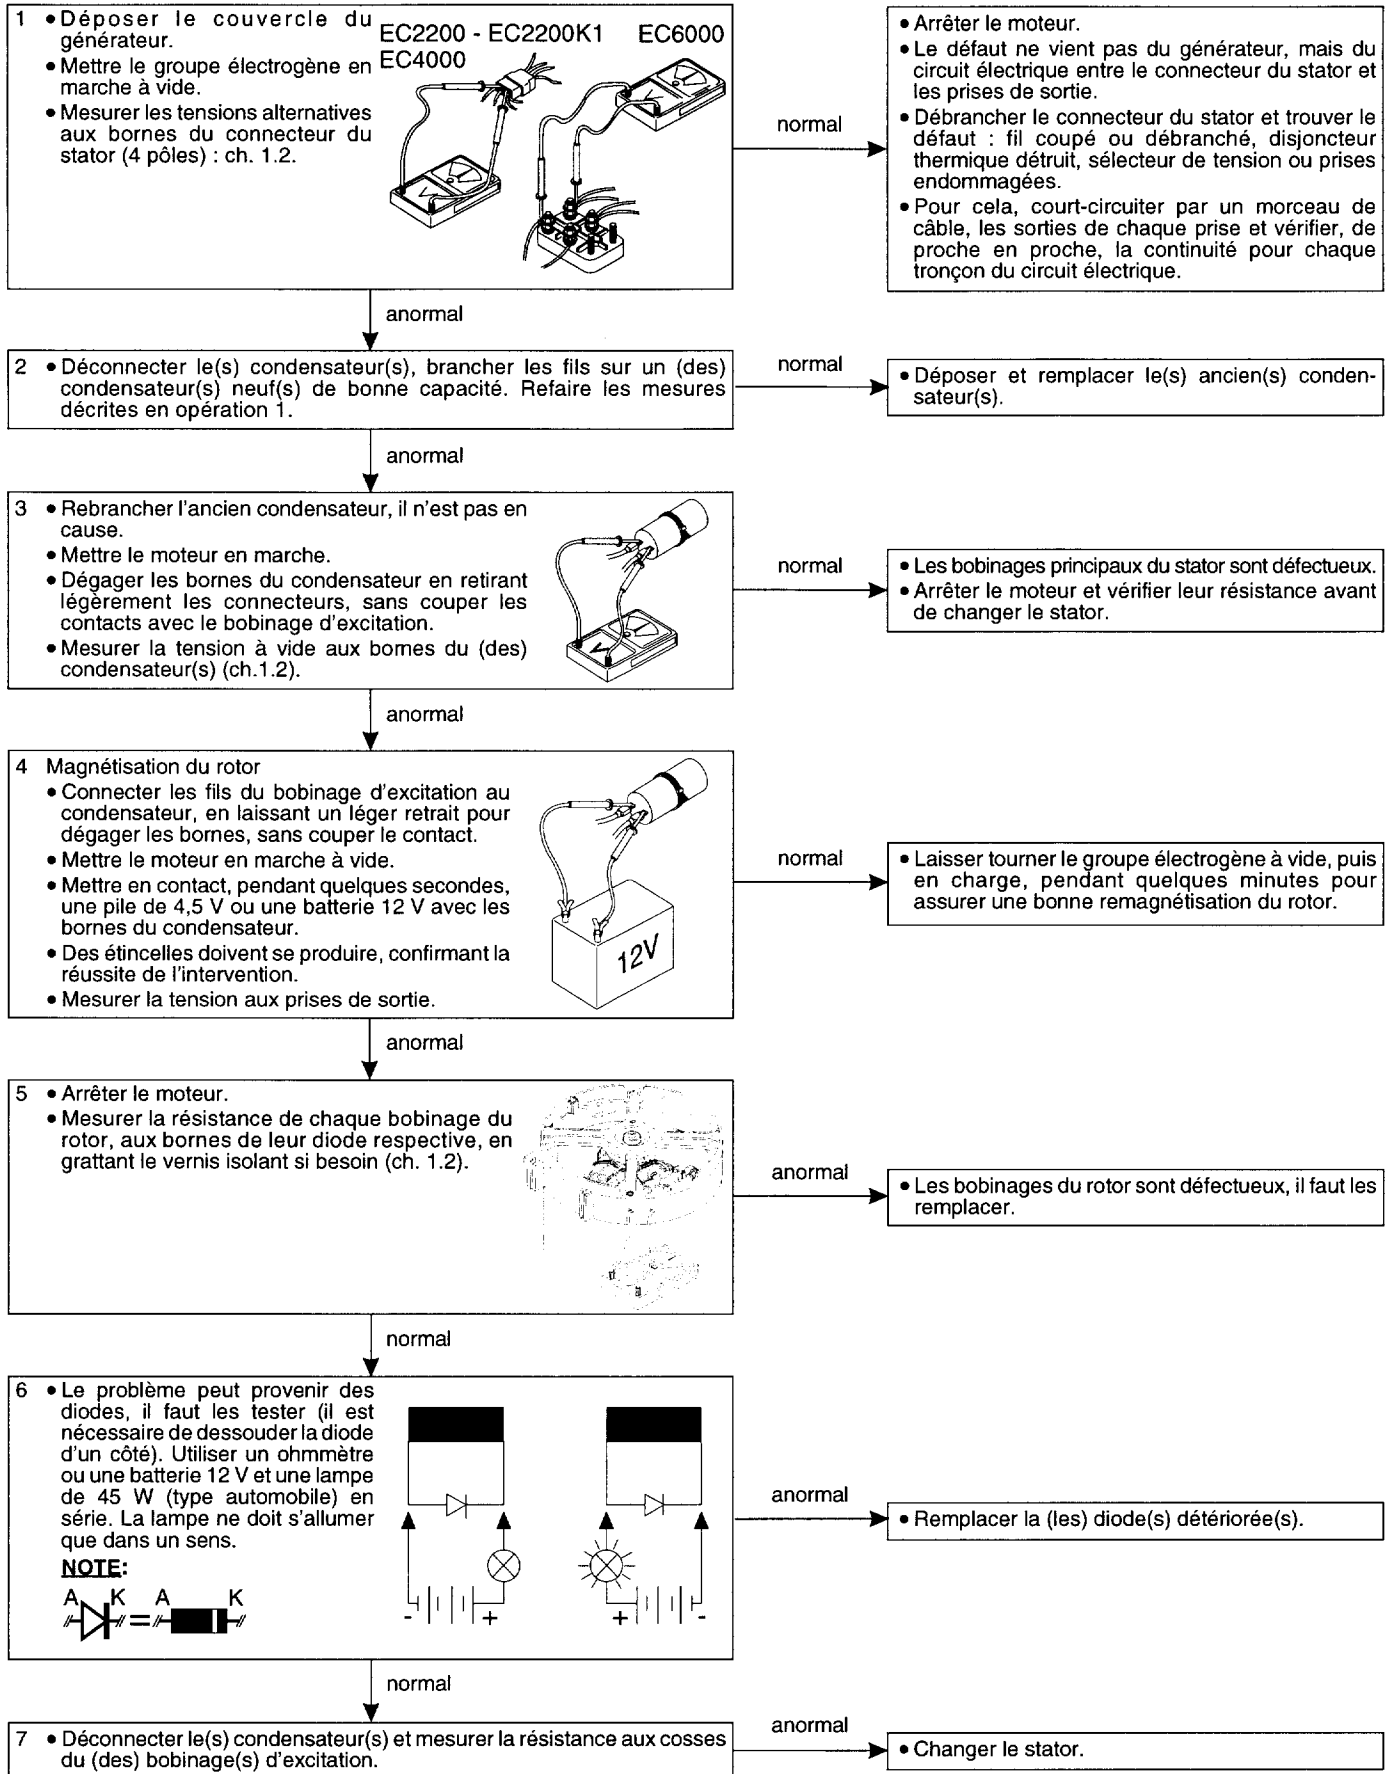 1 • Déposer le couvercle du
générateur.
• Mettre le groupe électrogène en
marche à vide.
• Mesurer les tensions alternatives
aux bornes du connecteur du
stator (4 pôles) : ch. 1.2.
EC2200 - EC2200K1 EC6000
EC4000
V
V
normal
• Arrêter le moteur.
• Le défaut ne vient pas du générateur, mais du
circuit électrique entre le connecteur du stator et
les prises de sortie.
• Débrancher le connecteur du stator et trouver le
défaut : fil coupé ou débranché, disjoncteur
thermique détruit, sélecteur de tension ou prises
endommagées.
• Pour cela, court-circuiter par un morceau de
câble, les sorties de chaque prise et vérifier, de
proche en proche, la continuité pour chaque
tronçon du circuit électrique.
anormal
2 • Déconnecter le(s) condensateur(s), brancher les fils sur un (des)
condensateur(s) neuf(s) de bonne capacité. Refaire les mesures
décrites en opération 1.
normal
• Déposer et remplacer le(s) ancien(s) conden-
sateur(s).
anormal
3 • Rebrancher l'ancien condensateur, il n'est pas en
cause.
• Mettre le moteur en marche.
• Dégager les bornes du condensateur en retirant
légèrement les connecteurs, sans couper les
contacts avec le bobinage d'excitation.
• Mesurer la tension à vide aux bornes du (des)
condensateur(s) (ch.1.2).
V
normal
• Les bobinages principaux du stator sont défectueux.
• Arrêter le moteur et vérifier leur résistance avant
de changer le stator.
anormal
4 Magnétisation du rotor
• Connecter les fils du bobinage d'excitation au
condensateur, en laissant un léger retrait pour
dégager les bornes, sans couper le contact.
• Mettre le moteur en marche à vide.
• Mettre en contact, pendant quelques secondes,
une pile de 4,5 V ou une batterie 12 V avec les
bornes du condensateur.
• Des étincelles doivent se produire, confirmant la
réussite de l'intervention.
• Mesurer la tension aux prises de sortie.
12V
normal
• Laisser tourner le groupe électrogène à vide, puis
en charge, pendant quelques minutes pour
assurer une bonne remagnétisation du rotor.
anormal
5 • Arrêter le moteur.
• Mesurer la résistance de chaque bobinage du
rotor, aux bornes de leur diode respective, en
grattant le vernis isolant si besoin (ch. 1.2).
anormal
• Les bobinages du rotor sont défectueux, il faut les
remplacer.
normal
6 • Le problème peut provenir des
diodes, il faut les tester (il est
nécessaire de dessouder la diode
d'un côté). Utiliser un ohmmètre
ou une batterie 12 V et une lampe
de 45 W (type automobile) en
série. La lampe ne doit s'allumer
que dans un sens.
NOTE:
A K = A K
- +
+ -
anormal
• Remplacer la (les) diode(s) détériorée(s).
normal
7 • Déconnecter le(s) condensateur(s) et mesurer la résistance aux cosses
du (des) bobinage(s) d'excitation.
anormal
• Changer le stator.